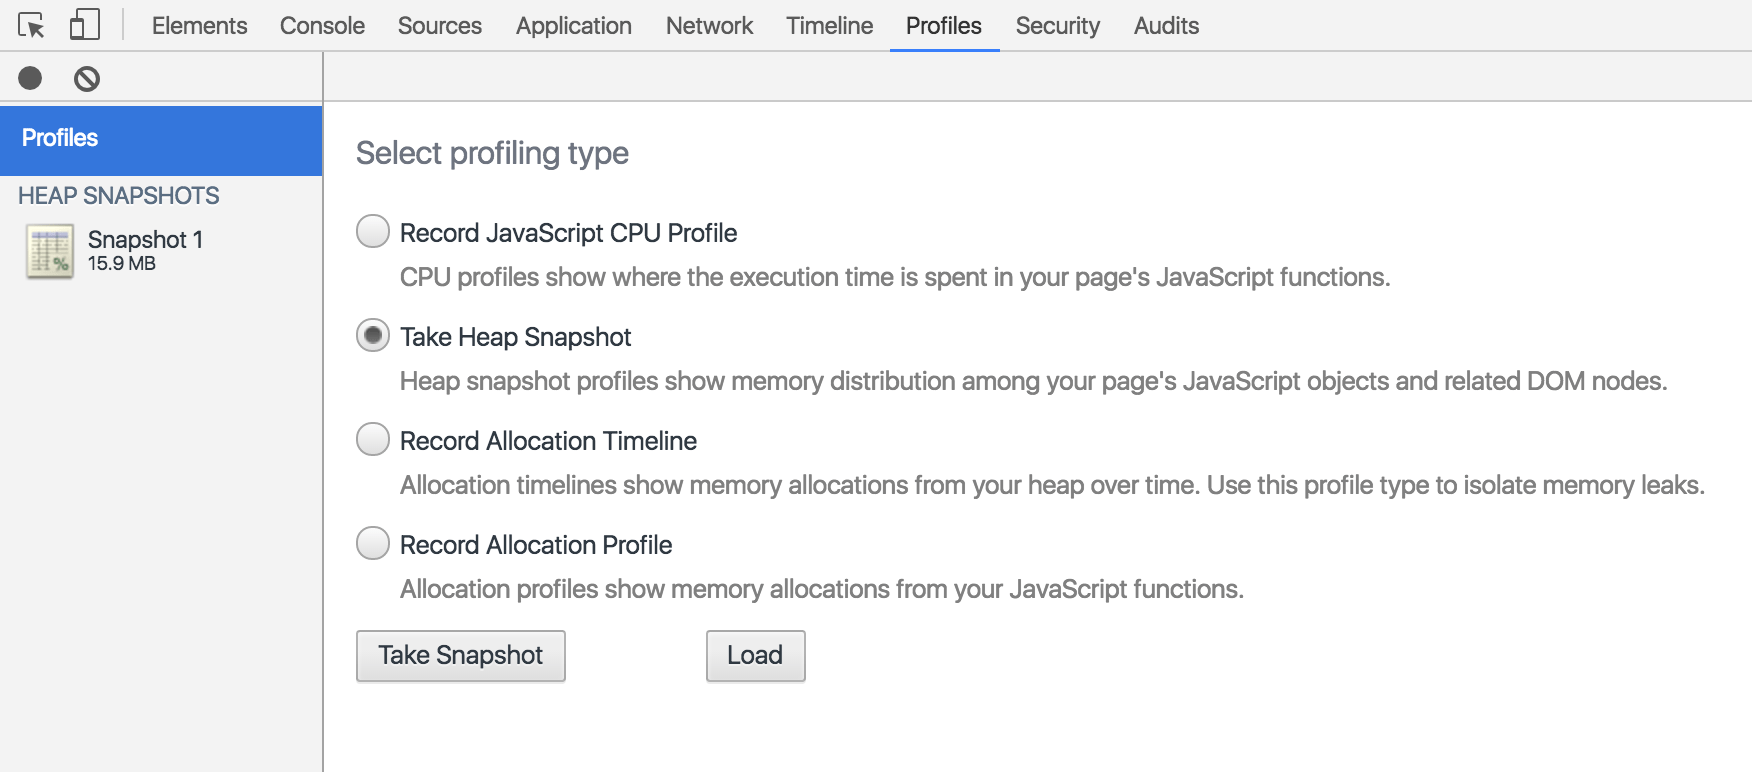 Elements Console Sources Application Network Timeline Profiles Security Audits
Profiles
HEAP SNAPSHOTS
Snapshot 1
15.9 MB
%
Select profiling type
Record JavaScript CPU Profile
CPU profiles show where the execution time is spent in your page's JavaScript functions.
Take Heap Snapshot
Heap snapshot profiles show memory distribution among your page's JavaScript objects and related DOM nodes.
Record Allocation Timeline
Allocation timelines show memory allocations from your heap over time. Use this profile type to isolate memory leaks.
Record Allocation Profile
Allocation profiles show memory allocations from your JavaScript functions.
Take Snapshot Load